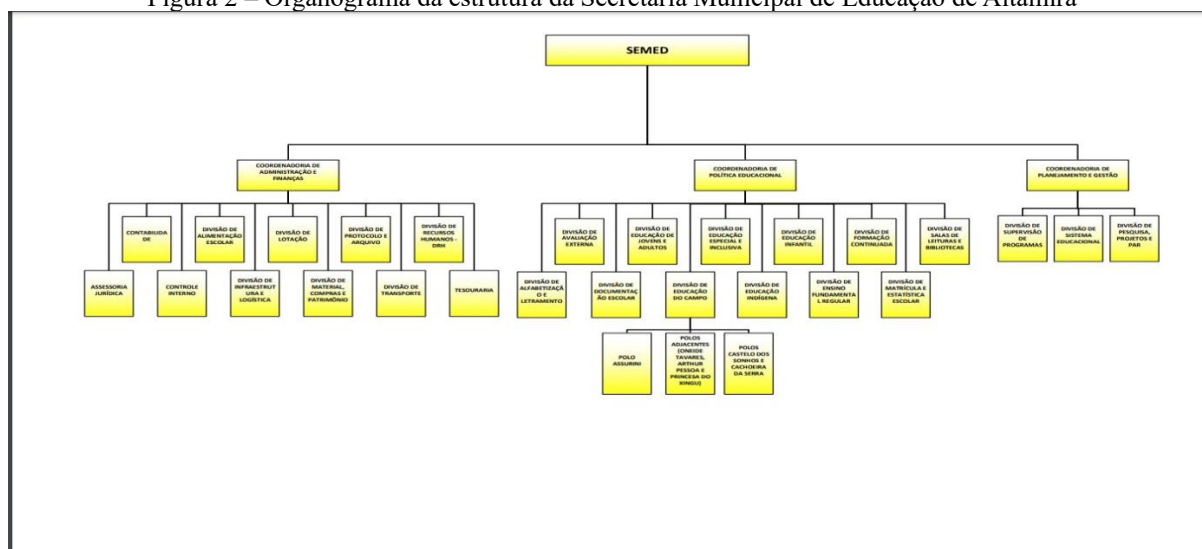 Figura 2 – Organograma da estrutura da Secretaria Municipal de Educação de Altamira
SEMED
COORDENADORIA DE
ADMINISTRAÇÃO E
FINANÇAS
COORDENADORIA DE
POLÍTICA EDUCACIONAL
COORDENADORIA DE
PLANEJAMENTO E GESTÃO
CONTABILIDA
DE
DIVISÃO DE
ALIMENTAÇÃO
ESCOLAR
DIVISÃO DE
LOTAÇÃO
DIVISÃO DE
PROTOCOLO E
ARQUIVO
DIVISÃO DE
RECURSOS
HUMANOS -
DRH
DIVISÃO DE
AVALIAÇÃO
EXTERNA
DIVISÃO DE
EDUCAÇÃO DE
JOVENS E
ADULTOS
DIVISÃO DE
EDUCAÇÃO
ESPECIAL E
INCLUSIVA
DIVISÃO DE
EDUCAÇÃO
INFANTIL
DIVISÃO DE
FORMAÇÃO
CONTINUADA
DIVISÃO DE
SALAS DE
LEITURAS E
BIBLIOTECAS
DIVISÃO DE
SUPERVISÃO
DE
PROGRAMAS
DIVISÃO DE
SISTEMA
EDUCACIONAL
DIVISÃO DE
PESQUISA,
PROJETOS E
PAR
ASSESSORIA
JURÍDICA
CONTROLE
INTERNO
DIVISÃO DE
INFRAESTRUT
URA E
LOGÍSTICA
DIVISÃO DE
MATERIAL,
COMPRAS E
PATRIMÔNIO
DIVISÃO DE
TRANSPORTE
TESOURARIA
DIVISÃO DE
ALFABETIZAÇÃ
O E
LETRAMENTO
DIVISÃO DE
DOCUMENTAÇ
ÃO ESCOLAR
DIVISÃO DE
EDUCAÇÃO
DO CAMPO
DIVISÃO DE
EDUCAÇÃO
INDÍGENA
DIVISÃO DE
ENSINO
FUNDAMENTA
L REGULAR
DIVISÃO DE
MATRÍCULA E
ESTATÍSTICA
ESCOLAR
POLO
ASSURINI
POLOS
ADJACENTES
(ONEIDE
TAVARES,
ARTHUR
PESSOA E
PRINCESA DO
XINGU)
POLOS
CASTELO DOS
SONHOS E
CACHOEIRA
DA SERRA